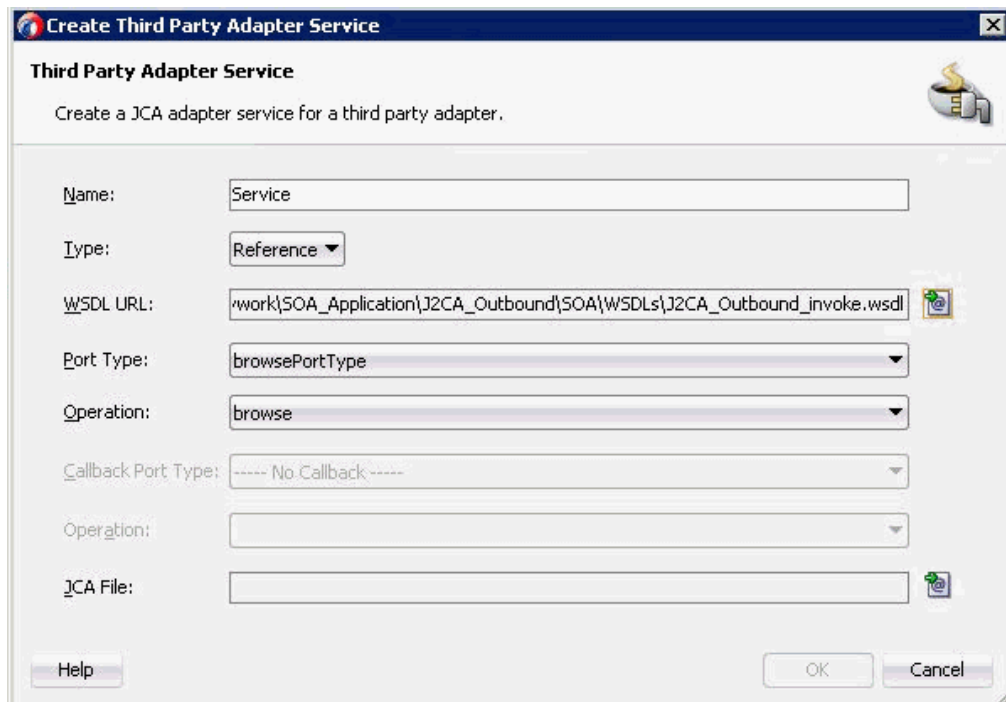 Create Third Party Adapter Service
Third Party Adapter Service
Create a JCA adapter service for a third party adapter.
Name: Service
Type: Reference
WSDL URL: work\SOA_Application\J2CA_Outbound\SOA\WSDLs\J2CA_Outbound_invoke.wsdl
Port Type: browsePortType
Operation: browse
Callback Port Type: ----- No Callback -----
Operation:
JCA File:
Help OK Cancel